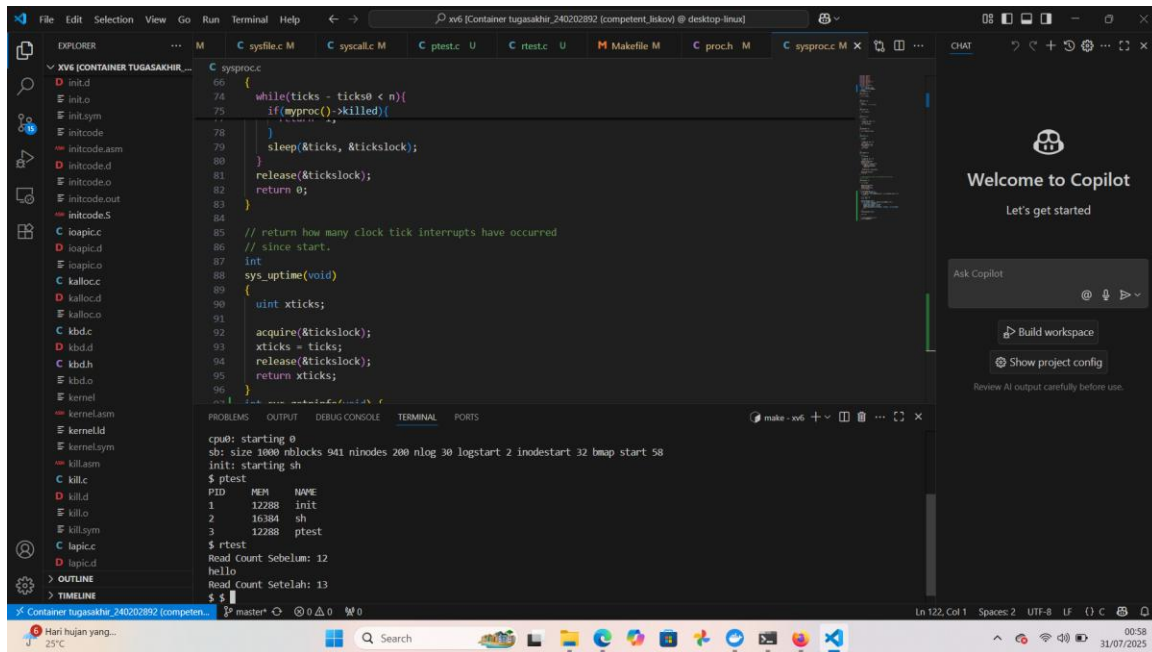 File Edit Selection View Go Run Terminal Help
xv6 [Container tugasakhir_240202892 (competent_liskov) @ desktop-linux]
EXPLORER
M
C sysfile.c M
C syscall.c M
C ptest.c U
C rtest.c U
M Makefile M
C proc.h M
C sysproc.c M
CHAT
XV6 [CONTAINER TUGASAKHIR_...
D init.d
init.o
init.sym
initcode
initcode.asm
D initcode.d
initcode.o
initcode.out
initcode.S
C ioapic.c
D ioapic.d
ioapic.o
C kalloc.c
D kalloc.d
kalloc.o
C kbd.c
D kbd.d
C kbd.h
kbd.o
kernel
kernel.asm
kernel.ld
kernel.sym
kill.asm
C kill.c
D kill.d
kill.o
kill.sym
C lapic.c
D lapic.d
OUTLINE
TIMELINE
15
C sysproc.c
66 {
74 while(ticks - ticks0 < n){
75 if(myproc()->killed){
78 }
79 sleep(&ticks, &tickslock);
80 }
81 release(&tickslock);
82 return 0;
83 }
84
85 // return how many clock tick interrupts have occurred
86 // since start.
87 int
88 sys_uptime(void)
89 {
90 uint xticks;
91
92 acquire(&tickslock);
93 xticks = ticks;
94 release(&tickslock);
95 return xticks;
96 }
PROBLEMS OUTPUT DEBUG CONSOLE TERMINAL PORTS
make - xv6
cpu0: starting 0
sb: size 1000 nblocks 941 ninodes 200 nlog 30 logstart 2 inodestart 32 bmap start 58
init: starting sh
$ ptest
PID MEM NAME
1 12288 init
2 16384 sh
3 12288 ptest
$ rtest
Read Count Sebelum: 12
hello
Read Count Setelah: 13
$ $
Welcome to Copilot
Let's get started
Ask Copilot
@
Build workspace
Show project config
Review AI output carefully before use.
Container tugasakhir_240202892 (competen...
master*
0 0
0
Ln 122, Col 1 Spaces: 2 UTF-8 LF {} C
6
Hari hujan yang...
25°C
Search
00:58
31/07/2025